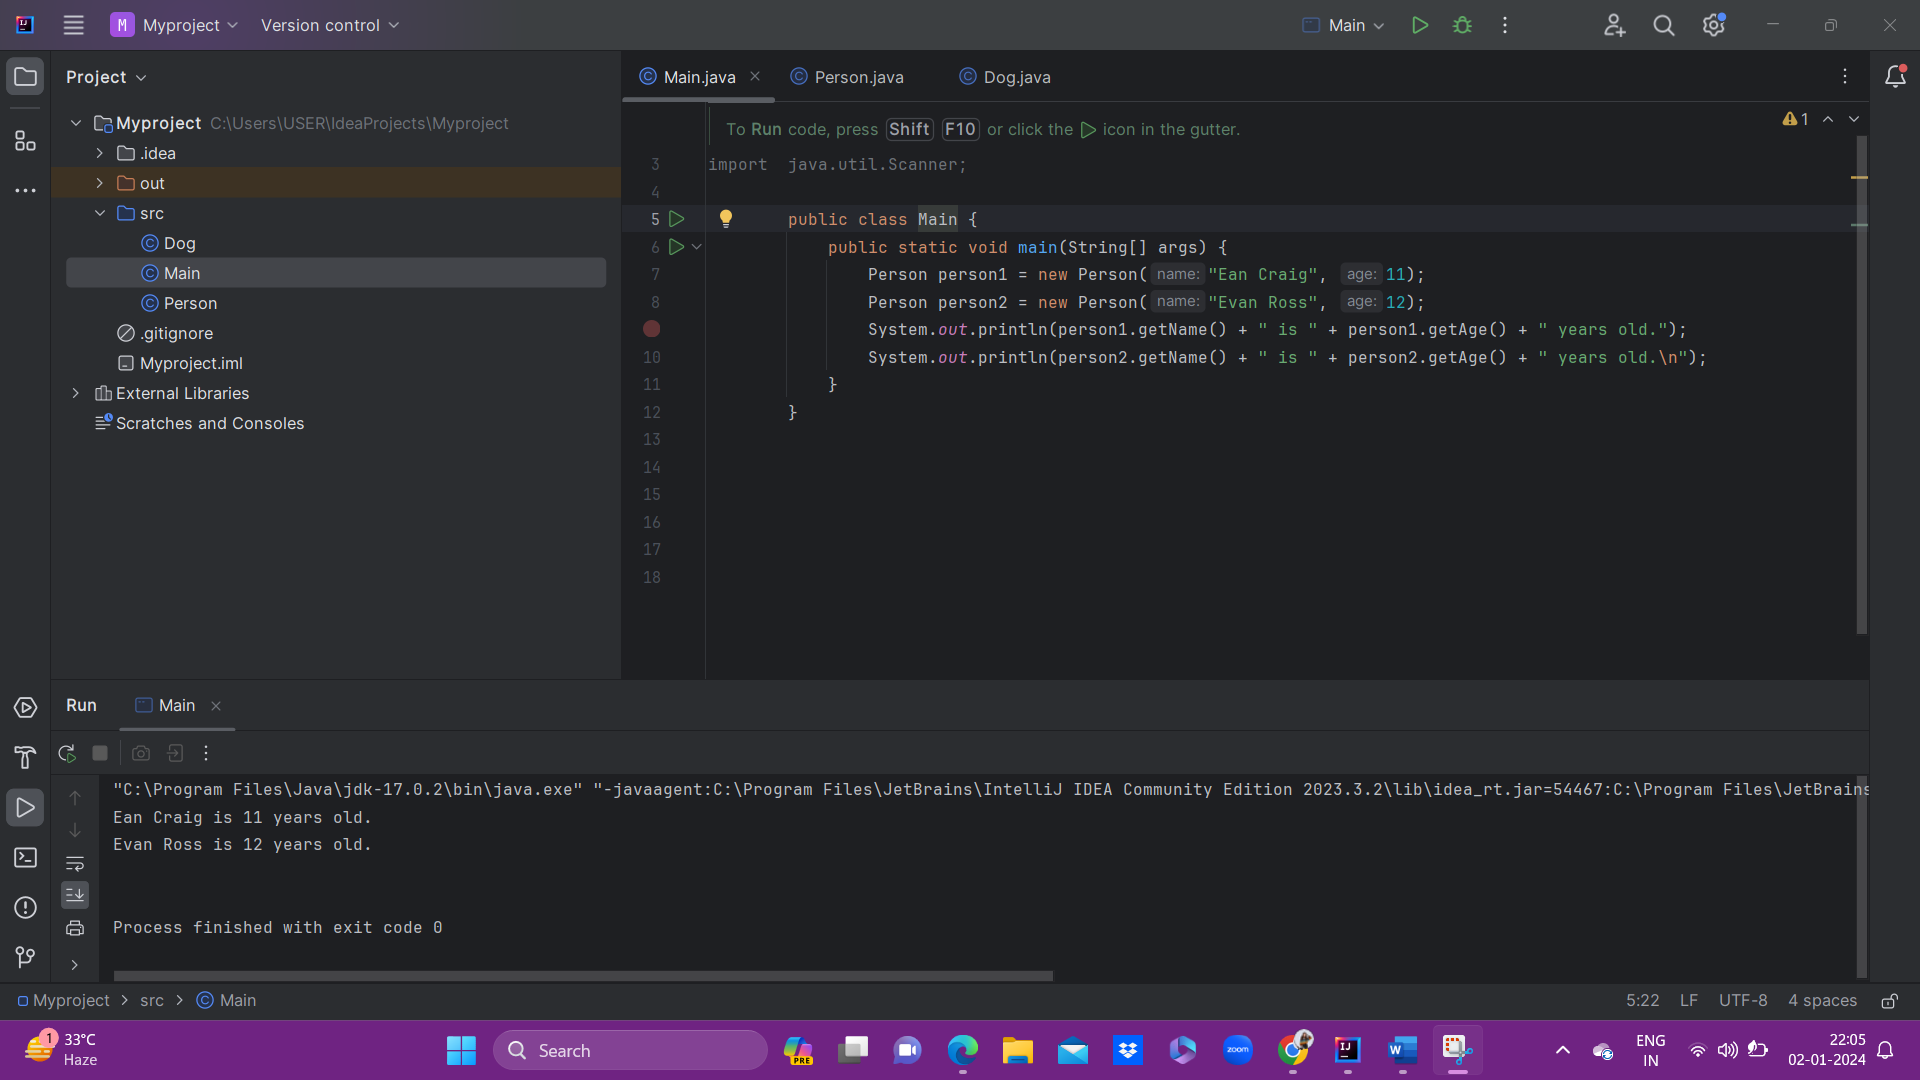 M Myproject Version control Main
Project
Main.java Person.java Dog.java
Myproject C:\Users\USER\IdeaProjects\Myproject
.idea
out
src
Dog
Main
Person
.gitignore
Myproject.iml
External Libraries
Scratches and Consoles
To Run code, press Shift F10 or click the icon in the gutter.
1
3 import java.util.Scanner;
4
5 public class Main {
6 public static void main(String[] args) {
7 Person person1 = new Person( name: "Ean Craig", age: 11);
8 Person person2 = new Person( name: "Evan Ross", age: 12);
System.out.println(person1.getName() + " is " + person1.getAge() + " years old.");
10 System.out.println(person2.getName() + " is " + person2.getAge() + " years old.\n");
11 }
12 }
13
14
15
16
17
18
Run Main
"C:\Program Files\Java\jdk-17.0.2\bin\java.exe" "-javaagent:C:\Program Files\JetBrains\IntelliJ IDEA Community Edition 2023.3.2\lib\idea_rt.jar=54467:C:\Program Files\JetBrains
Ean Craig is 11 years old.
Evan Ross is 12 years old.
Process finished with exit code 0
Myproject > src > Main
5:22 LF UTF-8 4 spaces
1 33°C
Haze
Search
PRE
zoom
IJ
W
ENG
IN
22:05
02-01-2024